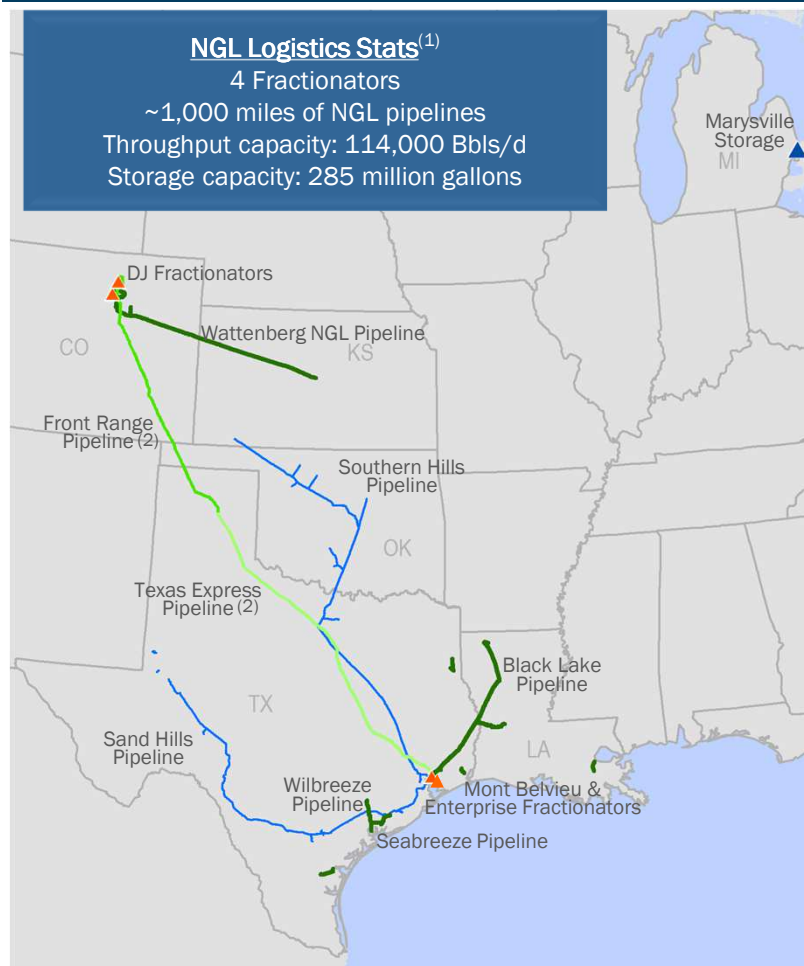 NGL Logistics Stats(1)
4 Fractionators
~1,000 miles of NGL pipelines
Throughput capacity: 114,000 Bbls/d
Storage capacity: 285 million gallons
Marysville
Storage
MI
DJ Fractionators
Wattenberg NGL Pipeline
CO
KS
Front Range
Pipeline (2)
Southern Hills
Pipeline
OK
Texas Express
Pipeline (2)
Black Lake
Pipeline
TX
Sand Hills
Pipeline
LA
Wilbreeze
Pipeline
Mont Belvieu &
Enterprise Fractionators
Seabreeze Pipeline